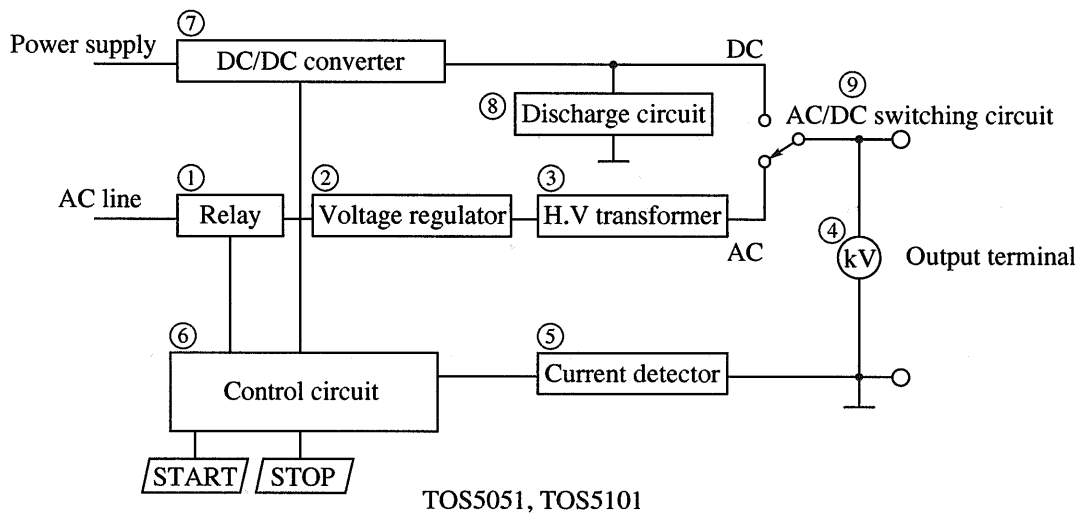 ⑦
Power supply
DC/DC converter
DC
⑧
Discharge circuit
⑨
AC/DC switching circuit
①
AC line
Relay
②
Voltage regulator
③
H.V transformer
AC
④
kV
Output terminal
⑥
Control circuit
⑤
Current detector
START
STOP
TOS5051, TOS5101